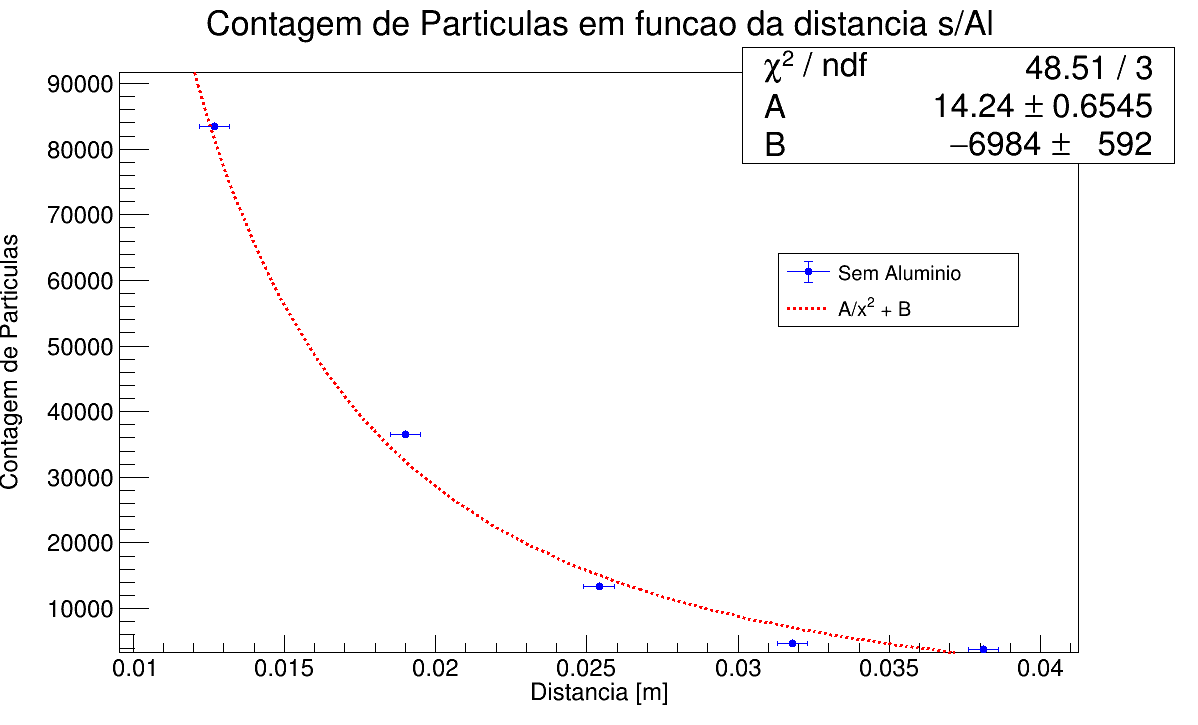 Contagem de Particulas em funcao da distancia s/Al
χ² / ndf 48.51 / 3
A 14.24 ± 0.6545
B −6984 ± 592
Sem Aluminio
A/x² + B
Contagem de Particulas
90000
80000
70000
60000
50000
40000
30000
20000
10000
0.01 0.015 0.02 0.025 0.03 0.035 0.04
Distancia [m]